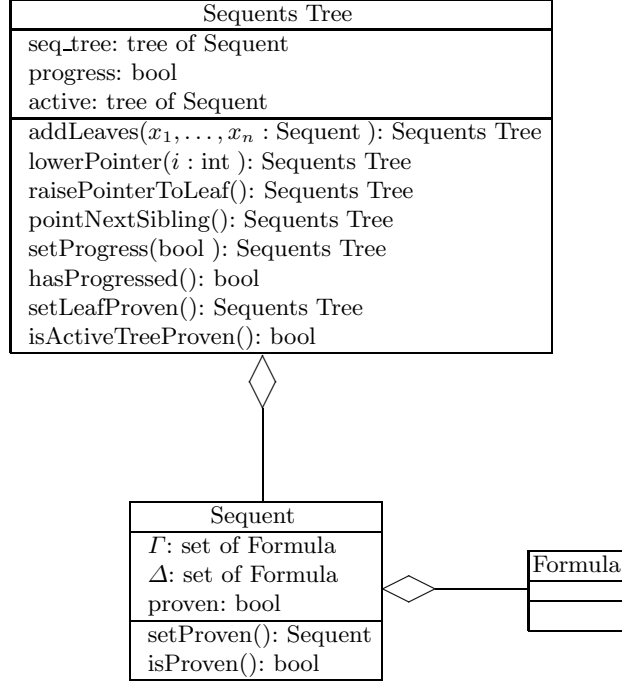 Sequents Tree
seq_tree: tree of Sequent
progress: bool
active: tree of Sequent
addLeaves(x₁, . . . , xₙ : Sequent ): Sequents Tree
lowerPointer(i : int ): Sequents Tree
raisePointerToLeaf(): Sequents Tree
pointNextSibling(): Sequents Tree
setProgress(bool ): Sequents Tree
hasProgressed(): bool
setLeafProven(): Sequents Tree
isActiveTreeProven(): bool
Sequent
Γ: set of Formula
Δ: set of Formula
proven: bool
setProven(): Sequent
isProven(): bool
Formula